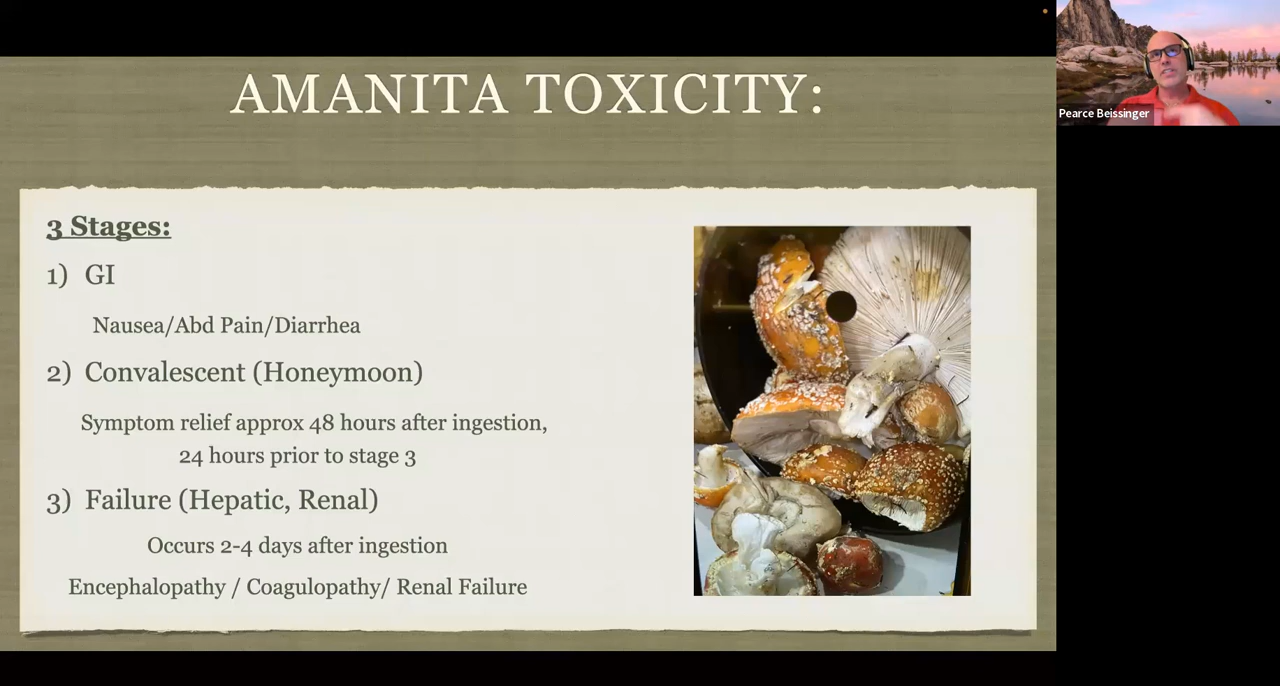 AMANITA TOXICITY:
Pearce Beissinger
3 Stages:
1) GI
Nausea/Abd Pain/Diarrhea
2) Convalescent (Honeymoon)
Symptom relief approx 48 hours after ingestion,
24 hours prior to stage 3
3) Failure (Hepatic, Renal)
Occurs 2-4 days after ingestion
Encephalopathy / Coagulopathy/ Renal Failure